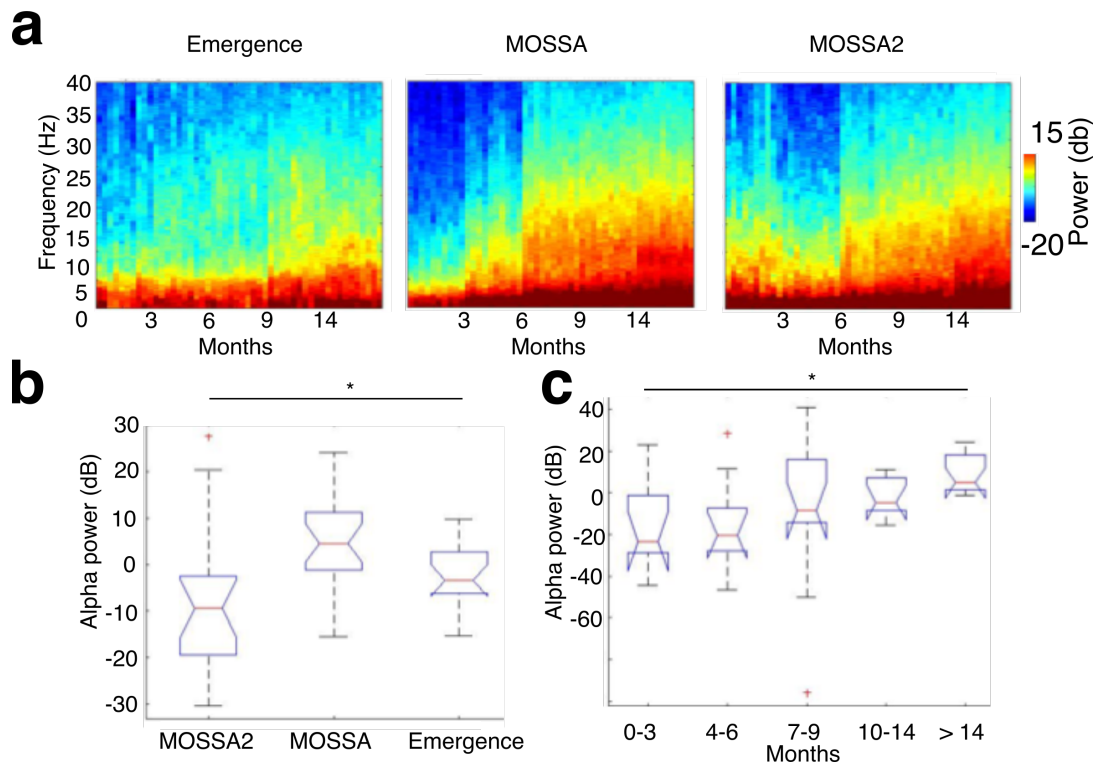 a
Emergence
MOSSA
MOSSA2
Frequency (Hz)
40
35
30
25
20
15
10
5
0
3 6 9 14
Months
3 6 9 14
Months
3 6 9 14
Months
15
-20
Power (db)
b
*
Alpha power (dB)
30
20
10
0
-10
-20
-30
MOSSA2 MOSSA Emergence
c
*
Alpha power (dB)
40
20
0
-20
-40
-60
0-3 4-6 7-9 10-14 > 14
Months